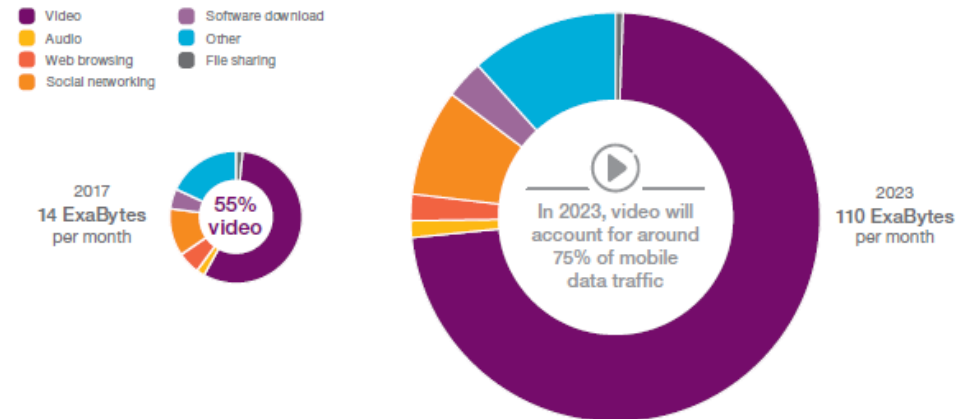 Video
Audio
Web browsing
Social networking
Software download
Other
File sharing
2017
14 ExaBytes
per month
55%
video
In 2023, video will
account for around
75% of mobile
data traffic
2023
110 ExaBytes
per month